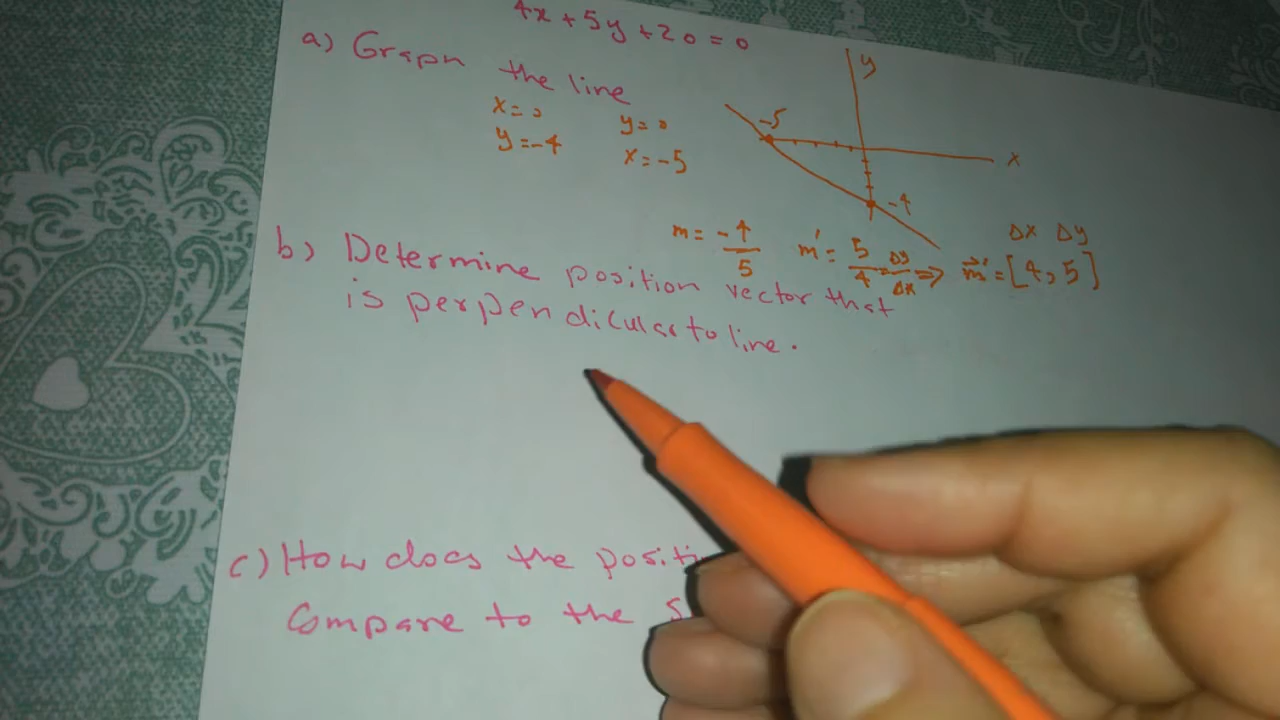 4x + 5y + 20 = 0
a) Graph the line
x = 0 y = 0
y = -4 x = -5
y
-5
x
-4
m = -4/5 m' = 5/4 = Δy/Δx ⇒ m⃗' = [4, 5]
Δx Δy
b) Determine position vector that
is perpendicular to line.
c) How does the
Compare to the